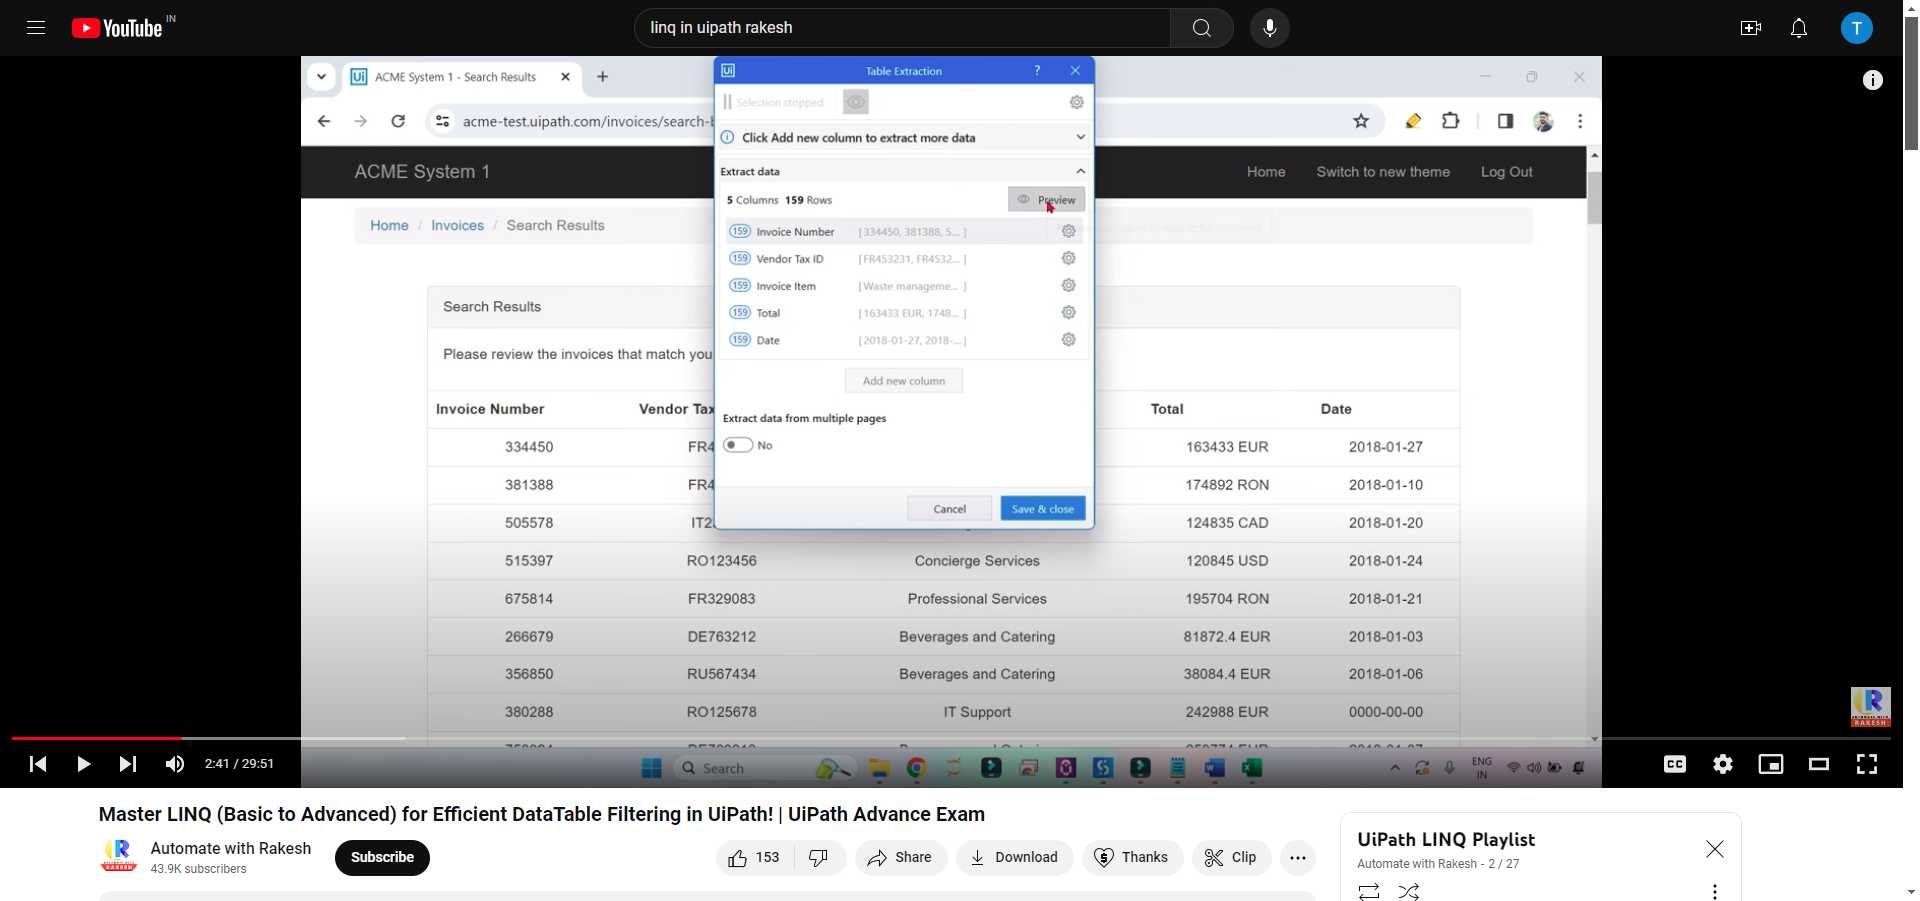 YouTube IN
linq in uipath rakesh
T
ACME System 1 - Search Results
acme-test.uipath.com/invoices/search-
Table Extraction
?
Selection stopped
Click Add new column to extract more data
Extract data
5 Columns 159 Rows
Preview
159 Invoice Number [334450, 381388, 5... ]
159 Vendor Tax ID [FR453231, FR4532... ]
159 Invoice Item [Waste manageme... ]
159 Total [163433 EUR, 1748... ]
159 Date [2018-01-27, 2018-... ]
Add new column
Extract data from multiple pages
No
Cancel
Save & close
ACME System 1
Home Switch to new theme Log Out
Home / Invoices / Search Results
Search Results
Please review the invoices that match you
Invoice Number Vendor Tax Total Date
334450 FR4 163433 EUR 2018-01-27
381388 FR4 174892 RON 2018-01-10
505578 IT2 124835 CAD 2018-01-20
515397 RO123456 Concierge Services 120845 USD 2018-01-24
675814 FR329083 Professional Services 195704 RON 2018-01-21
266679 DE763212 Beverages and Catering 81872.4 EUR 2018-01-03
356850 RU567434 Beverages and Catering 38084.4 EUR 2018-01-06
380288 RO125678 IT Support 242988 EUR 0000-00-00
Search
ENG
IN
R
RAKESH
2:41 / 29:51
CC
Master LINQ (Basic to Advanced) for Efficient DataTable Filtering in UiPath! | UiPath Advance Exam
Automate with Rakesh
43.9K subscribers
Subscribe
153
Share
Download
Thanks
Clip
UiPath LINQ Playlist
Automate with Rakesh - 2 / 27